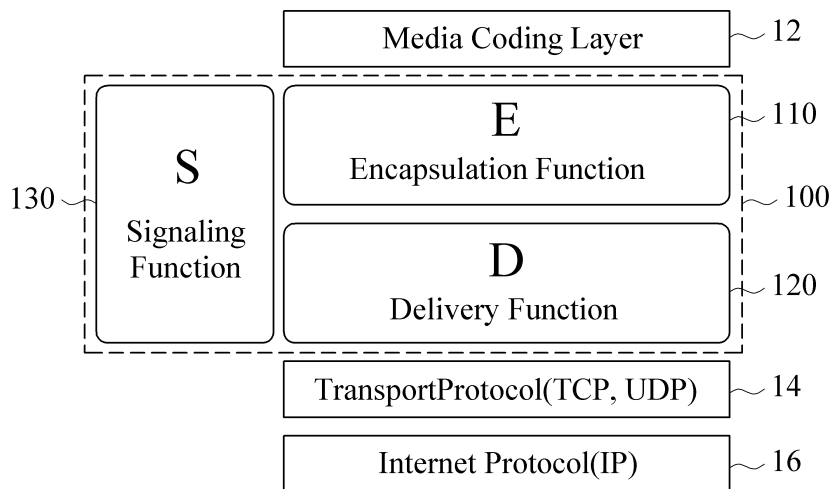 Media Coding Layer
12
E
110
Encapsulation Function
S
130
100
Signaling
Function
D
120
Delivery Function
TransportProtocol(TCP, UDP)
14
Internet Protocol(IP)
16